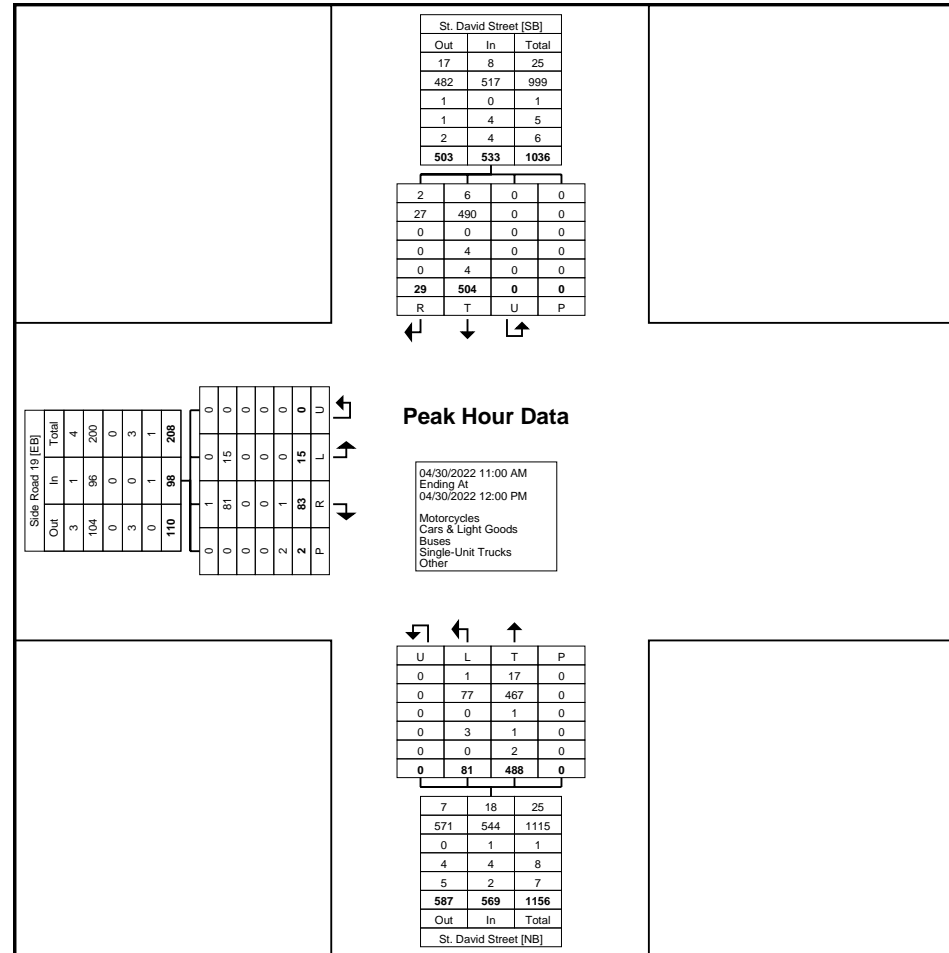 St. David Street [SB]
Out In Total
17 8 25
482 517 999
1 0 1
1 4 5
2 4 6
503 533 1036
2 6 0 0
27 490 0 0
0 0 0 0
0 4 0 0
0 4 0 0
29 504 0 0
R T U P
Side Road 19 [EB]
Out In Total
3 1 4
104 96 200
0 0 0
3 0 3
0 1 1
110 98 208
0 1 0 0
0 81 15 0
0 0 0 0
0 0 0 0
2 1 0 0
2 83 15 0
P R L U
Peak Hour Data
04/30/2022 11:00 AM
Ending At
04/30/2022 12:00 PM
Motorcycles
Cars & Light Goods
Buses
Single-Unit Trucks
Other
U L T P
0 1 17 0
0 77 467 0
0 0 1 0
0 3 1 0
0 0 2 0
0 81 488 0
7 18 25
571 544 1115
0 1 1
4 4 8
5 2 7
587 569 1156
Out In Total
St. David Street [NB]